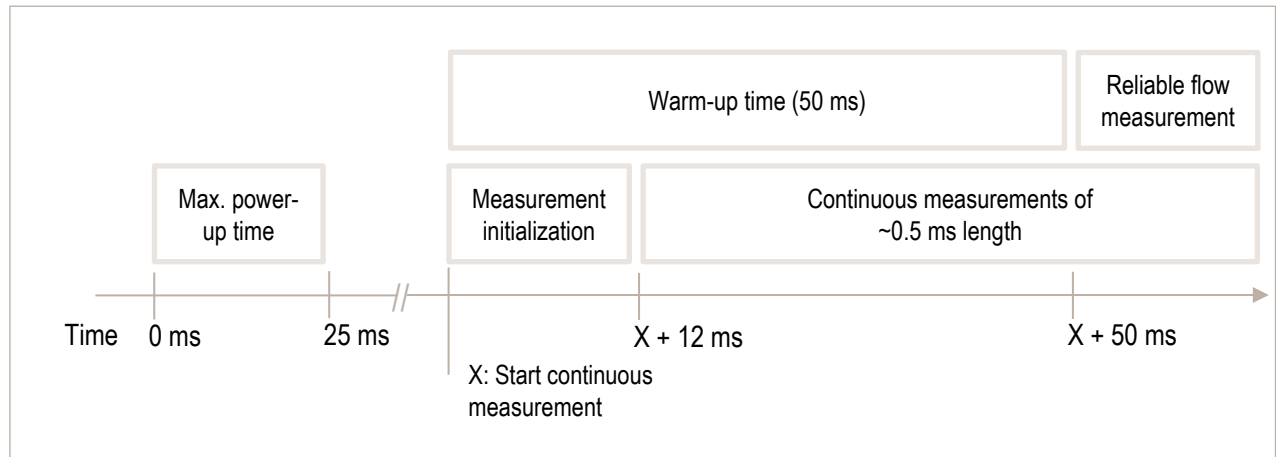 Warm-up time (50 ms)
Reliable flow
measurement
Max. power-
up time
Measurement
initialization
Continuous measurements of
~0.5 ms length
Time
0 ms
25 ms
X + 12 ms
X + 50 ms
X: Start continuous
measurement